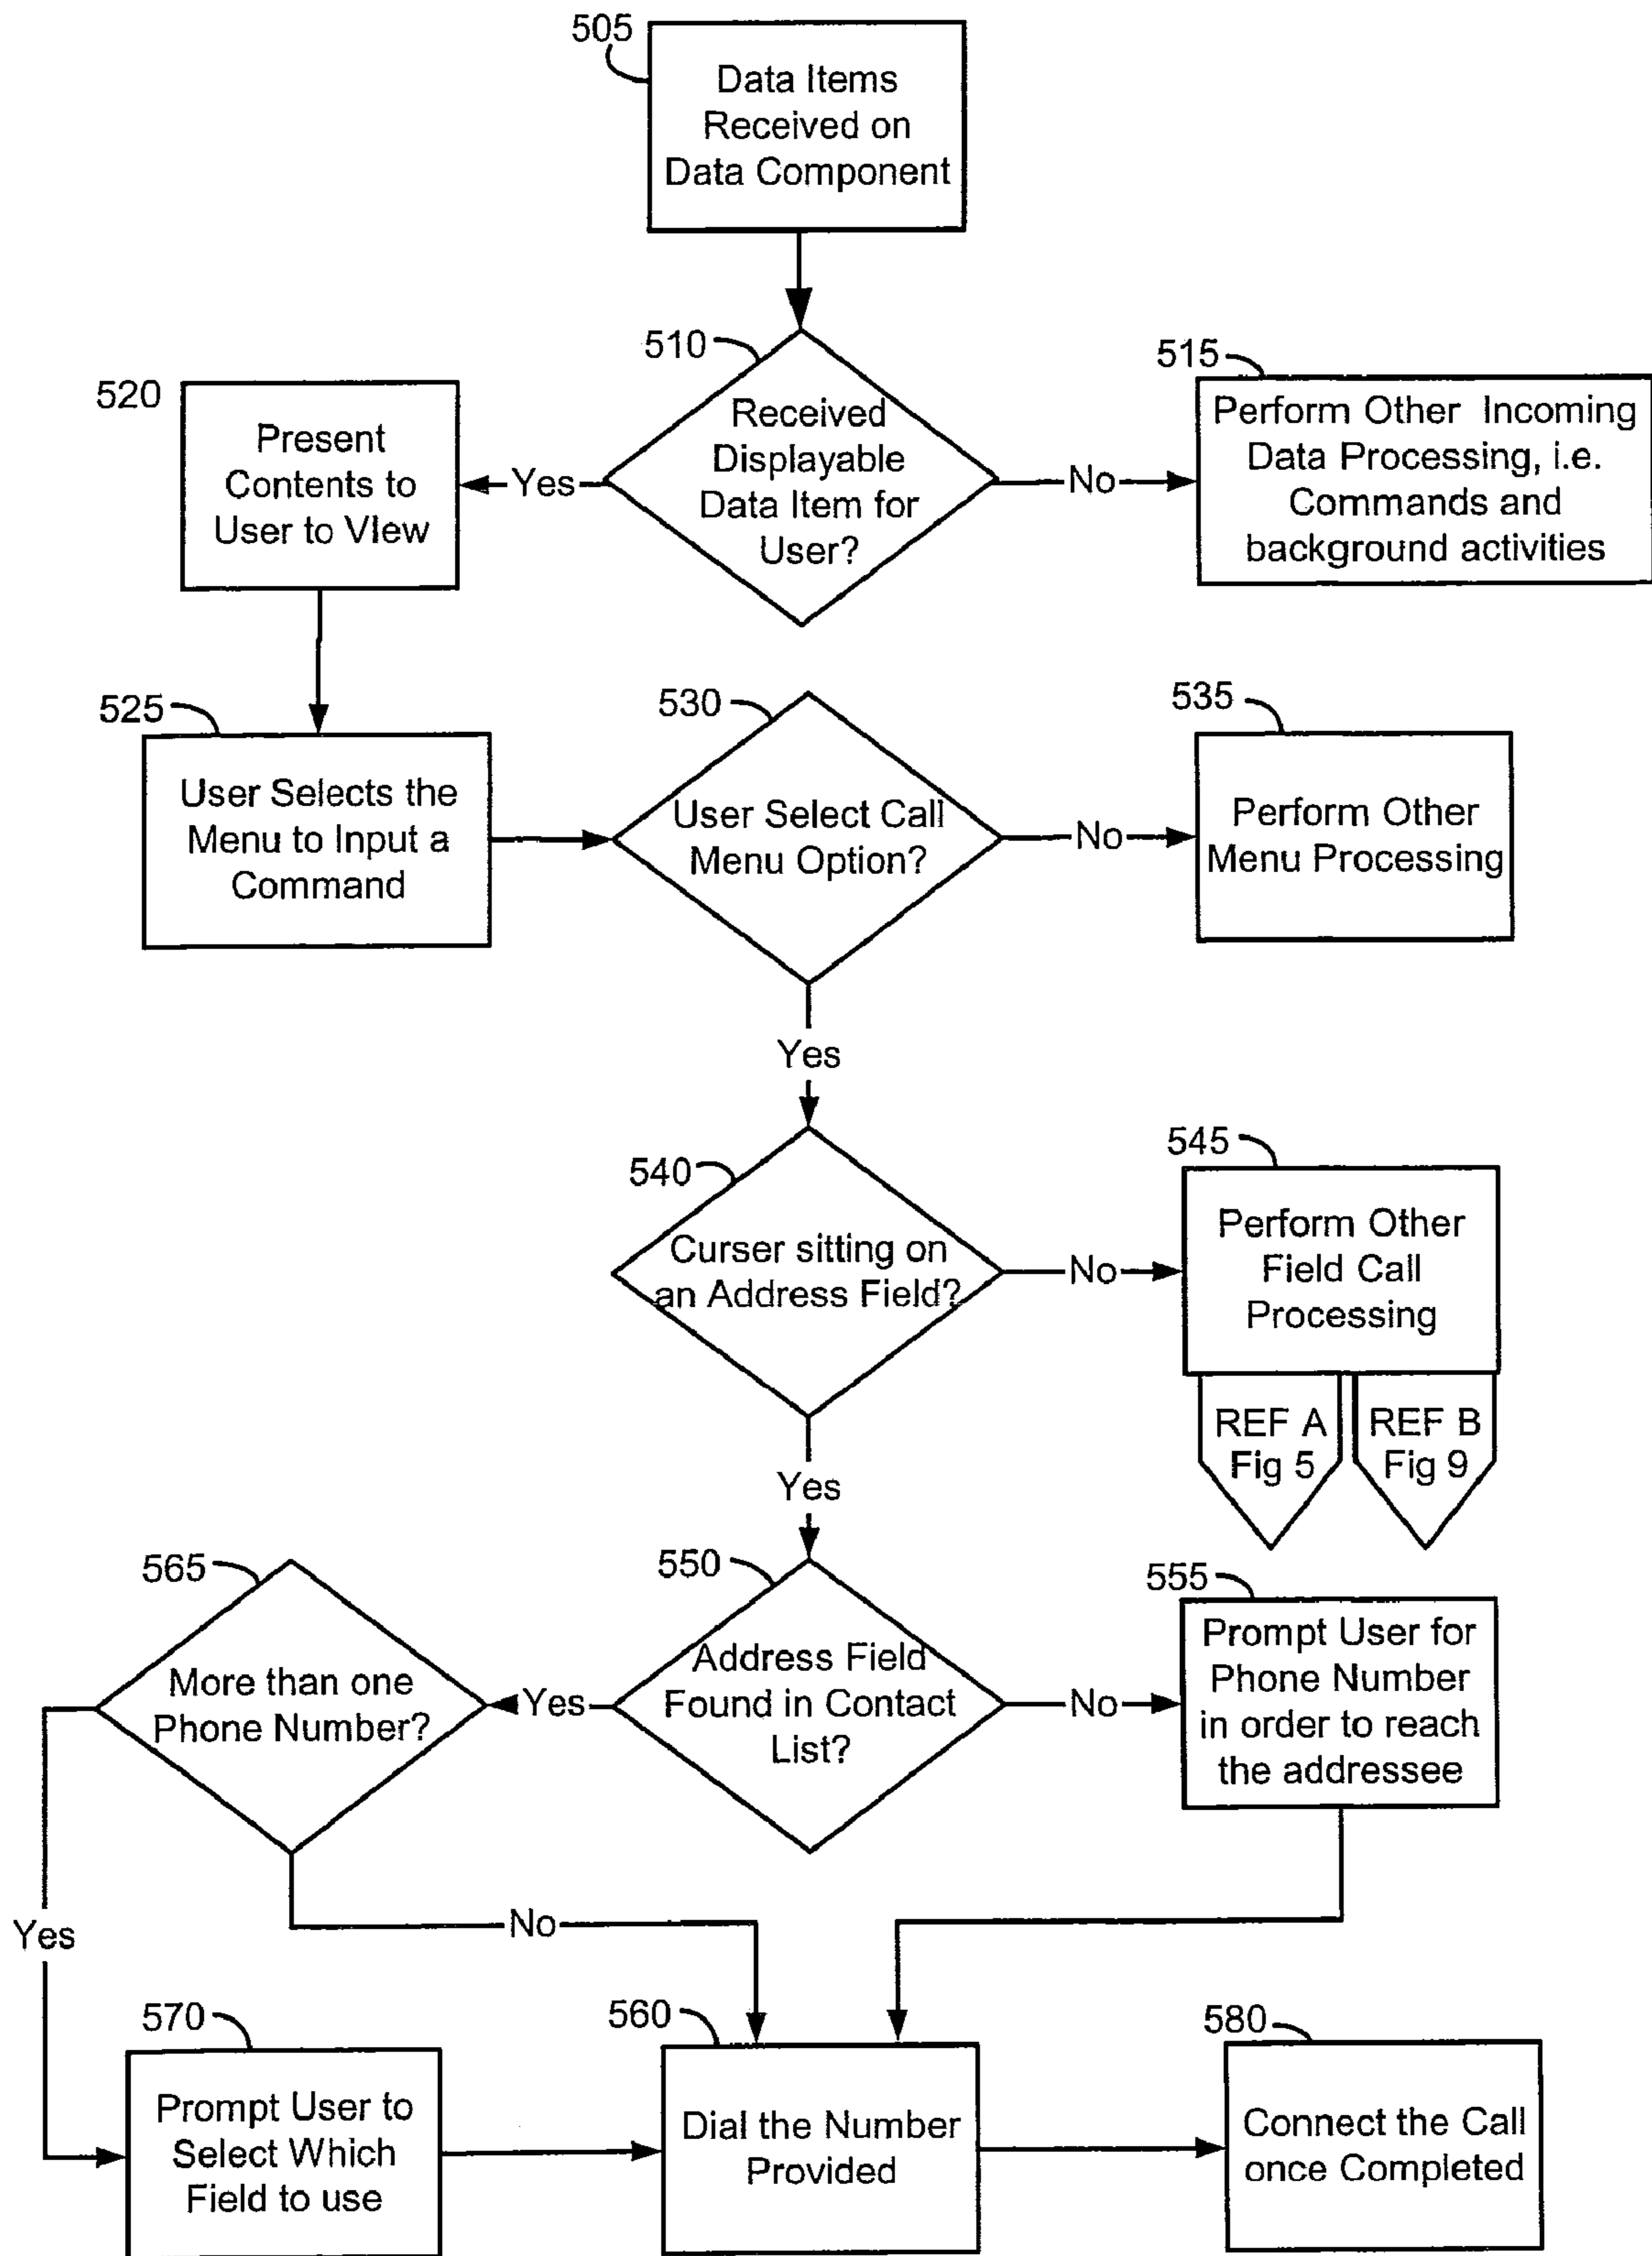 505
Data Items
Received on
Data Component
510
Received
Displayable
Data Item for
User?
515
Perform Other Incoming
Data Processing, i.e.
Commands and
background activities
No
Yes
520
Present
Contents to
User to VIew
525
User Selects the
Menu to Input a
Command
530
User Select Call
Menu Option?
No
535
Perform Other
Menu Processing
Yes
540
Curser sitting on
an Address Field?
No
545
Perform Other
Field Call
Processing
REF A
Fig 5
REF B
Fig 9
Yes
550
Address Field
Found in Contact
List?
No
555
Prompt User for
Phone Number
in order to reach
the addressee
Yes
565
More than one
Phone Number?
No
Yes
570
Prompt User to
Select Which
Field to use
560
Dial the Number
Provided
580
Connect the Call
once Completed